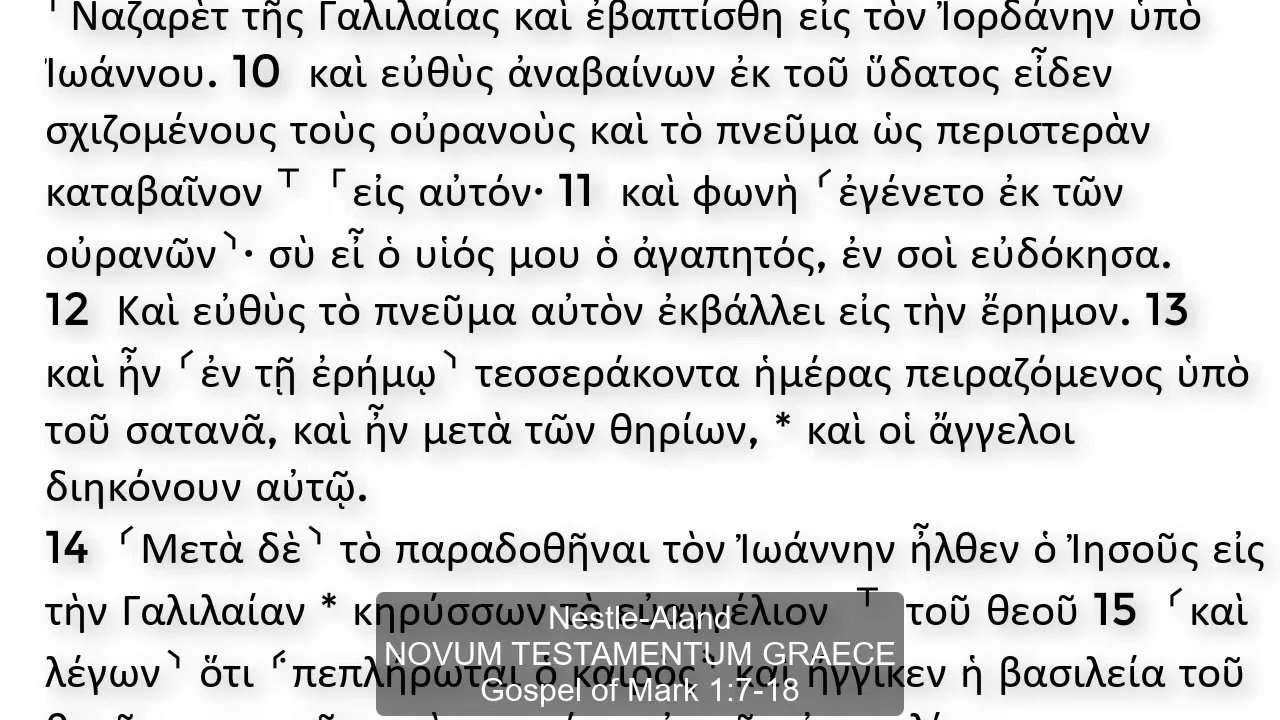 ⸆ Ναζαρὲτ τῆς Γαλιλαίας καὶ ἐβαπτίσθη εἰς τὸν Ἰορδάνην ὑπὸ
Ἰωάννου. 10 καὶ εὐθὺς ἀναβαίνων ἐκ τοῦ ὕδατος εἶδεν
σχιζομένους τοὺς οὐρανοὺς καὶ τὸ πνεῦμα ὡς περιστερὰν
καταβαῖνον ⸆ ⸀εἰς αὐτόν· 11 καὶ φωνὴ ⸂ἐγένετο ἐκ τῶν
οὐρανῶν⸃· σὺ εἶ ὁ υἱός μου ὁ ἀγαπητός, ἐν σοὶ εὐδόκησα.
12 Καὶ εὐθὺς τὸ πνεῦμα αὐτὸν ἐκβάλλει εἰς τὴν ἔρημον. 13
καὶ ἦν ⸂ἐν τῇ ἐρήμῳ⸃ τεσσεράκοντα ἡμέρας πειραζόμενος ὑπὸ
τοῦ σατανᾶ, καὶ ἦν μετὰ τῶν θηρίων, * καὶ οἱ ἄγγελοι
διηκόνουν αὐτῷ.
14 ⸂Μετὰ δὲ⸃ τὸ παραδοθῆναι τὸν Ἰωάννην ἦλθεν ὁ Ἰησοῦς εἰς
τὴν Γαλιλαίαν * κηρύσσων τὸ εὐαγγέλιον ⸆ τοῦ θεοῦ 15 ⸂καὶ
λέγων⸃ ὅτι ⸄πεπλήρωται ὁ καιρὸς⸃ καὶ ἤγγικεν ἡ βασιλεία τοῦ
Nestle-Aland
NOVUM TESTAMENTUM GRAECE
Gospel of Mark 1:7-18